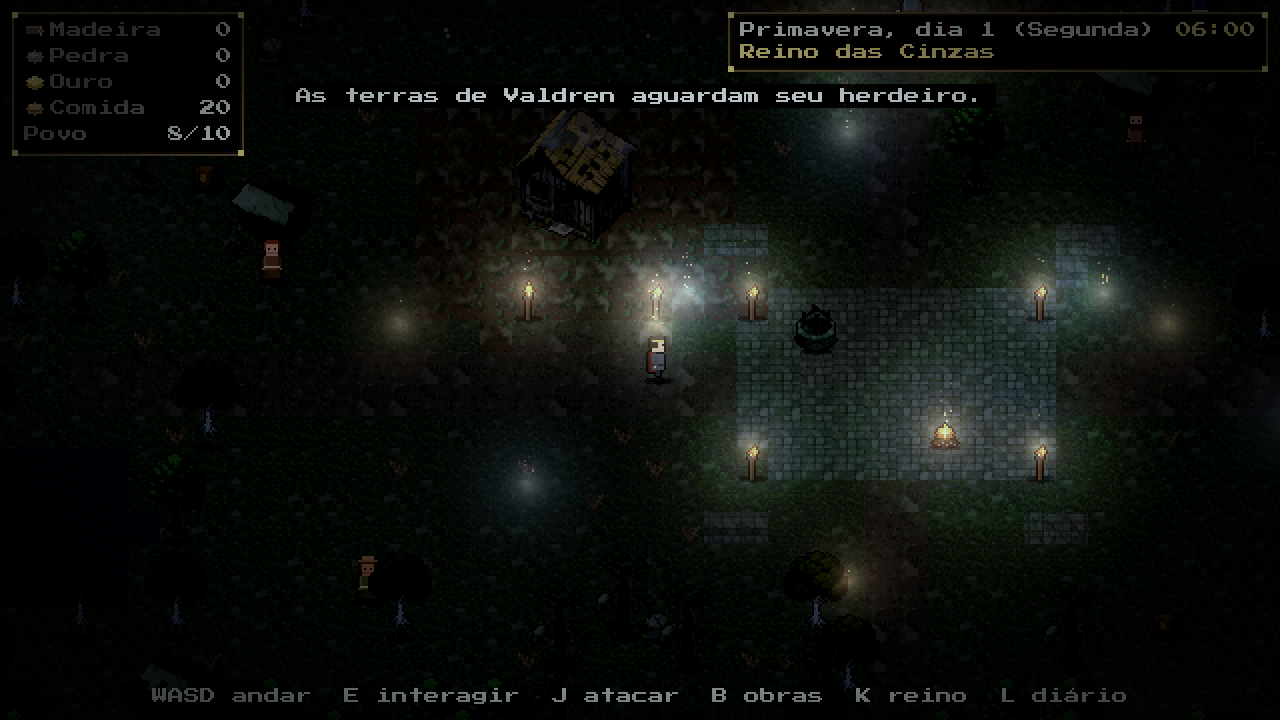 Madeira 0
Pedra 0
Ouro 0
Comida 20
Povo 8/10
Primavera, dia 1 (Segunda) 06:00
Reino das Cinzas
As terras de Valdren aguardam seu herdeiro.
WASD andar E interagir J atacar B obras K reino L diário